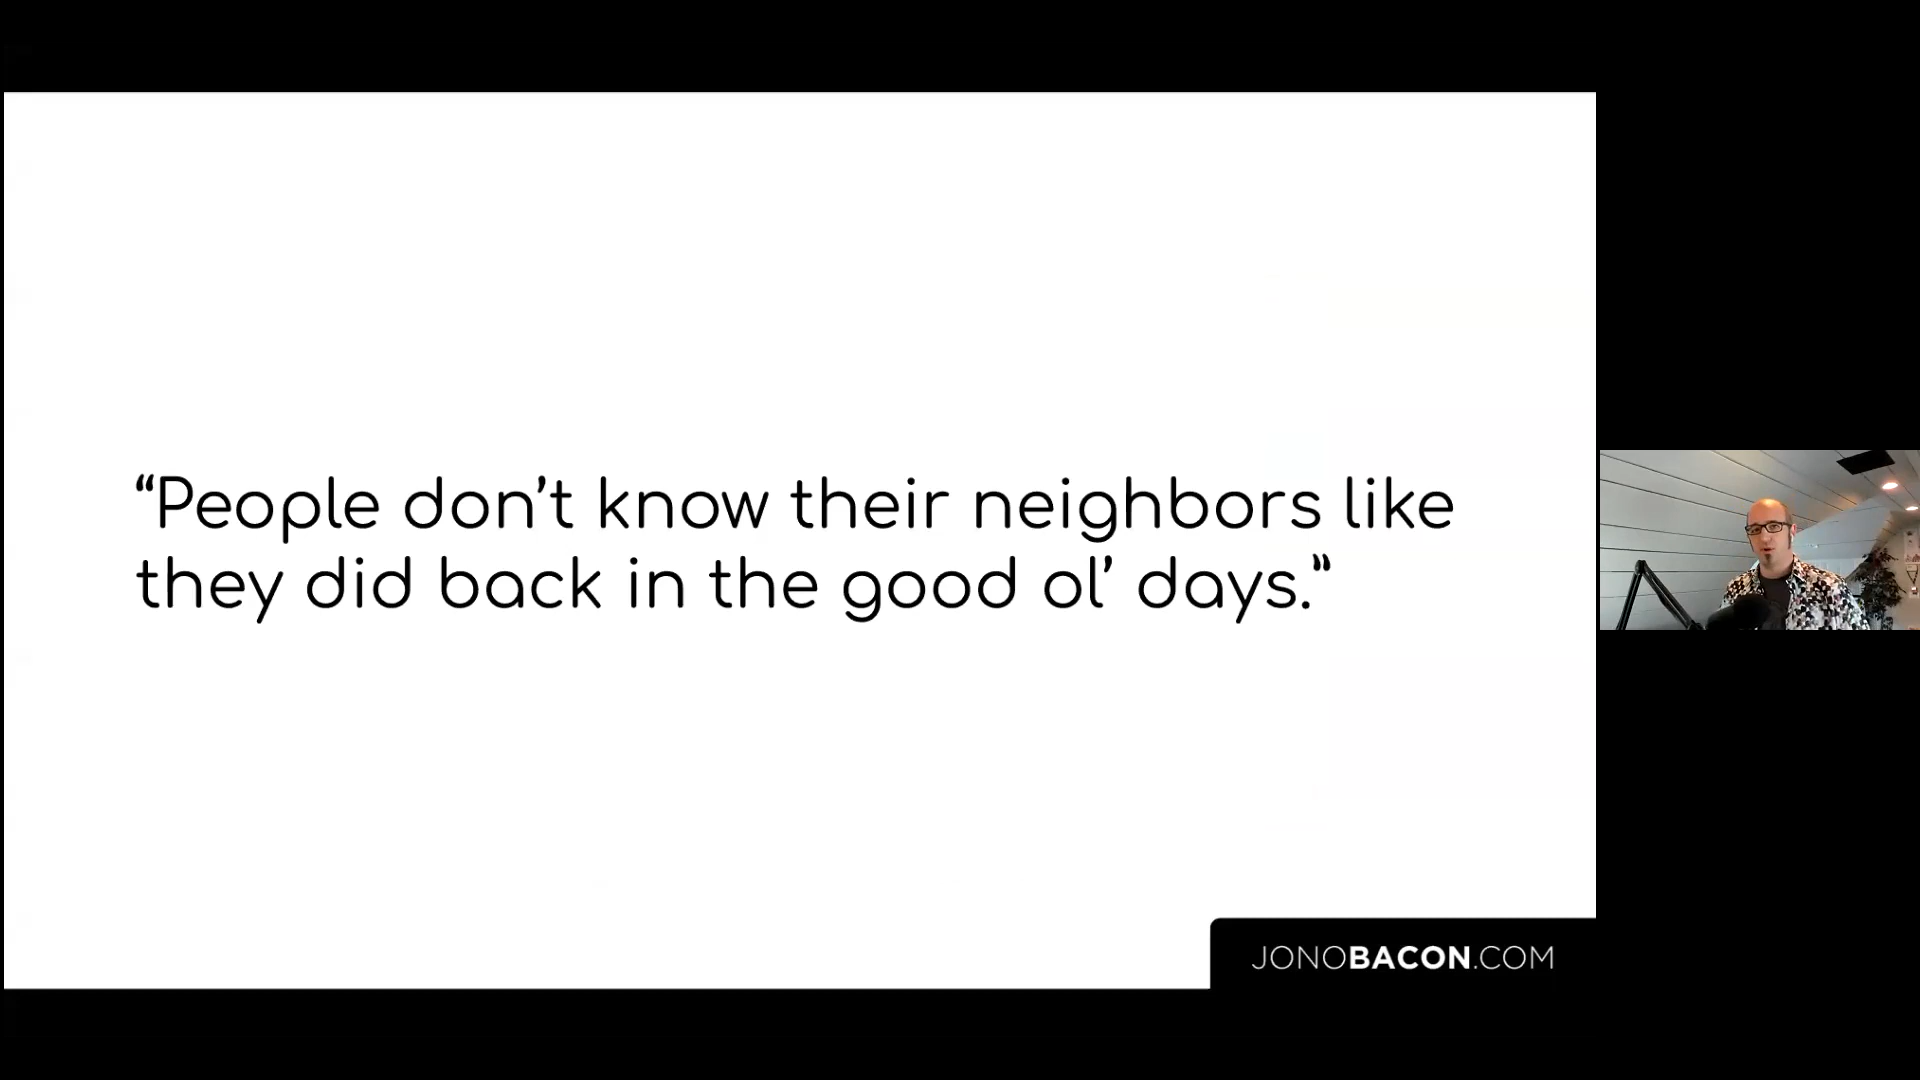 “People don’t know their neighbors like
they did back in the good ol’ days.”
JONOBACON.COM